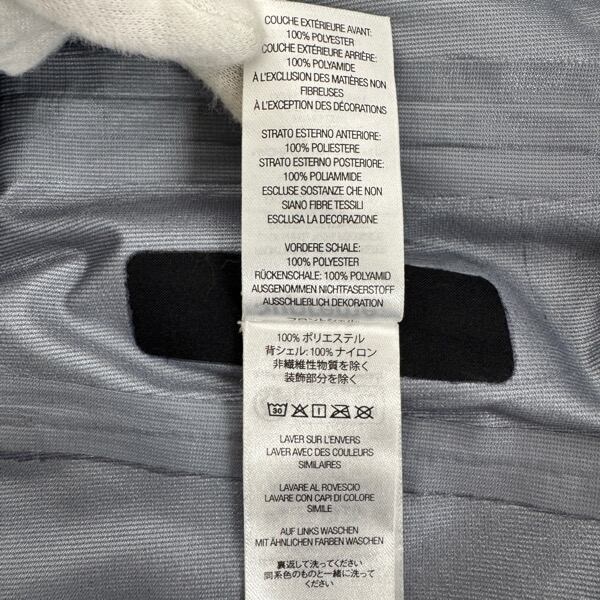 COUCHE EXTÉRIEURE AVANT:
100% POLYESTER
COUCHE EXTÉRIEURE ARRIÈRE:
100% POLYAMIDE
À L'EXCLUSION DES MATIÈRES NON
FIBREUSES
À L'EXCEPTION DES DÉCORATIONS
STRATO ESTERNO ANTERIORE:
100% POLIESTERE
STRATO ESTERNO POSTERIORE:
100% POLIAMMIDE
ESCLUSE SOSTANZE CHE NON
SIANO FIBRE TESSILI
ESCLUSA LA DECORAZIONE
VORDERE SCHALE:
100% POLYESTER
RÜCKENSCHALE: 100% POLYAMID
AUSGENOMMEN NICHTFASERSTOFF
AUSSCHLIEBLICH DEKORATION
100% ポリエステル
背シェル: 100% ナイロン
非繊維性物質を除く
装飾部分を除く
30
LAVER SUR L'ENVERS
LAVER AVEC DES COULEURS
SIMILAIRES
LAVARE AL ROVESCIO
LAVARE CON CAPI DI COLORE
SIMILE
AUF LINKS WASCHEN
MIT ÄHNLICHEN FARBEN WASCHEN
裏返して洗ってください
同系色のものと一緒に洗ってください